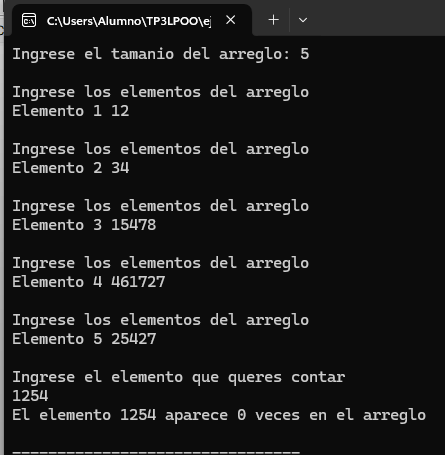 C:\Users\Alumno\TP3LPOO\ej
Ingrese el tamanio del arreglo: 5
Ingrese los elementos del arreglo
Elemento 1 12
Ingrese los elementos del arreglo
Elemento 2 34
Ingrese los elementos del arreglo
Elemento 3 15478
Ingrese los elementos del arreglo
Elemento 4 461727
Ingrese los elementos del arreglo
Elemento 5 25427
Ingrese el elemento que queres contar
1254
El elemento 1254 aparece 0 veces en el arreglo